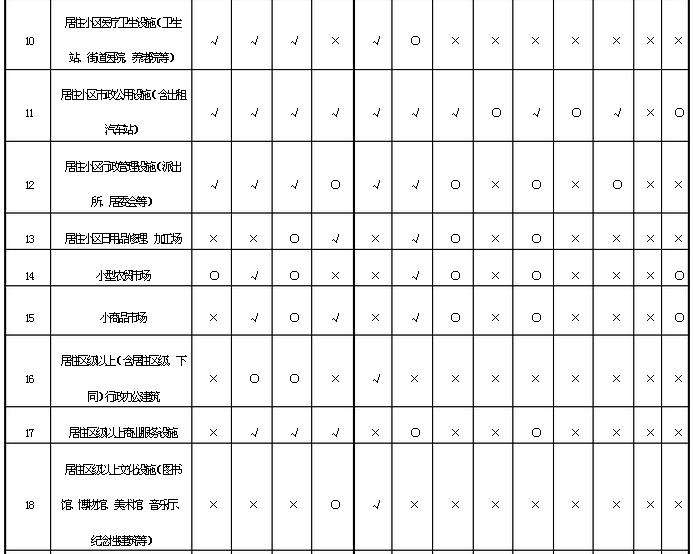 居住小区医疗卫生设施(卫生
10 √ √ √ × √ ○ × × × × × × ×
站、街道医院、养老院等)
居住小区市政公用设施(含出租
11 √ √ √ √ √ √ √ ○ √ ○ √ × ○
汽车站)
居住小区行政管理设施(派出
12 √ √ √ ○ √ √ ○ × ○ × ○ × ×
所、居委会等)
13 居住小区日用品修理、加工场 × × ○ √ × √ ○ × ○ × × × ×
14 小型农贸市场 ○ √ ○ × × √ ○ × ○ × × × ○
15 小商品市场 × √ ○ √ × √ ○ × ○ × × × ○
居住区级以上(含居住区级、下
16 × ○ ○ × √ × × × × × × × ×
同)行政办公建筑
17 居住区级以上商业服务设施 × √ √ √ × ○ × × ○ × × × ×
居住区级以上文化设施(图书
18 馆、博物馆、美术馆、音乐厅、 × × × ○ √ × × × × × × × ×
纪念性建筑等)